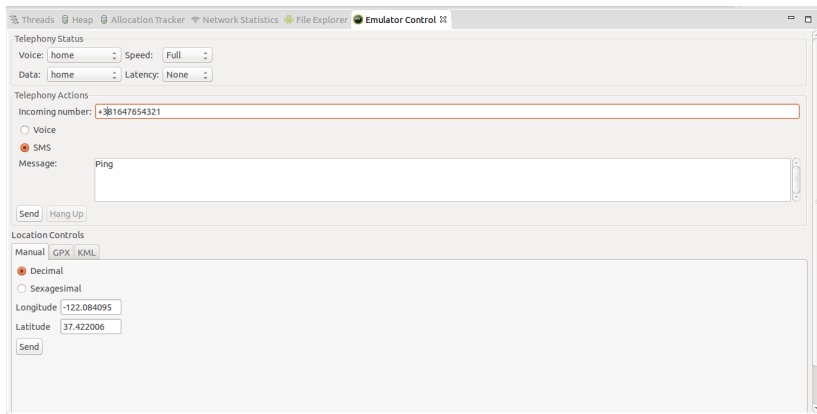 Threads Heap Allocation Tracker Network Statistics File Explorer Emulator Control
Telephony Status
Voice: home Speed: Full
Data: home Latency: None
Telephony Actions
Incoming number: +381647654321
Voice
SMS
Message: Ping
Send Hang Up
Location Controls
Manual GPX KML
Decimal
Sexagesimal
Longitude -122.084095
Latitude 37.422006
Send